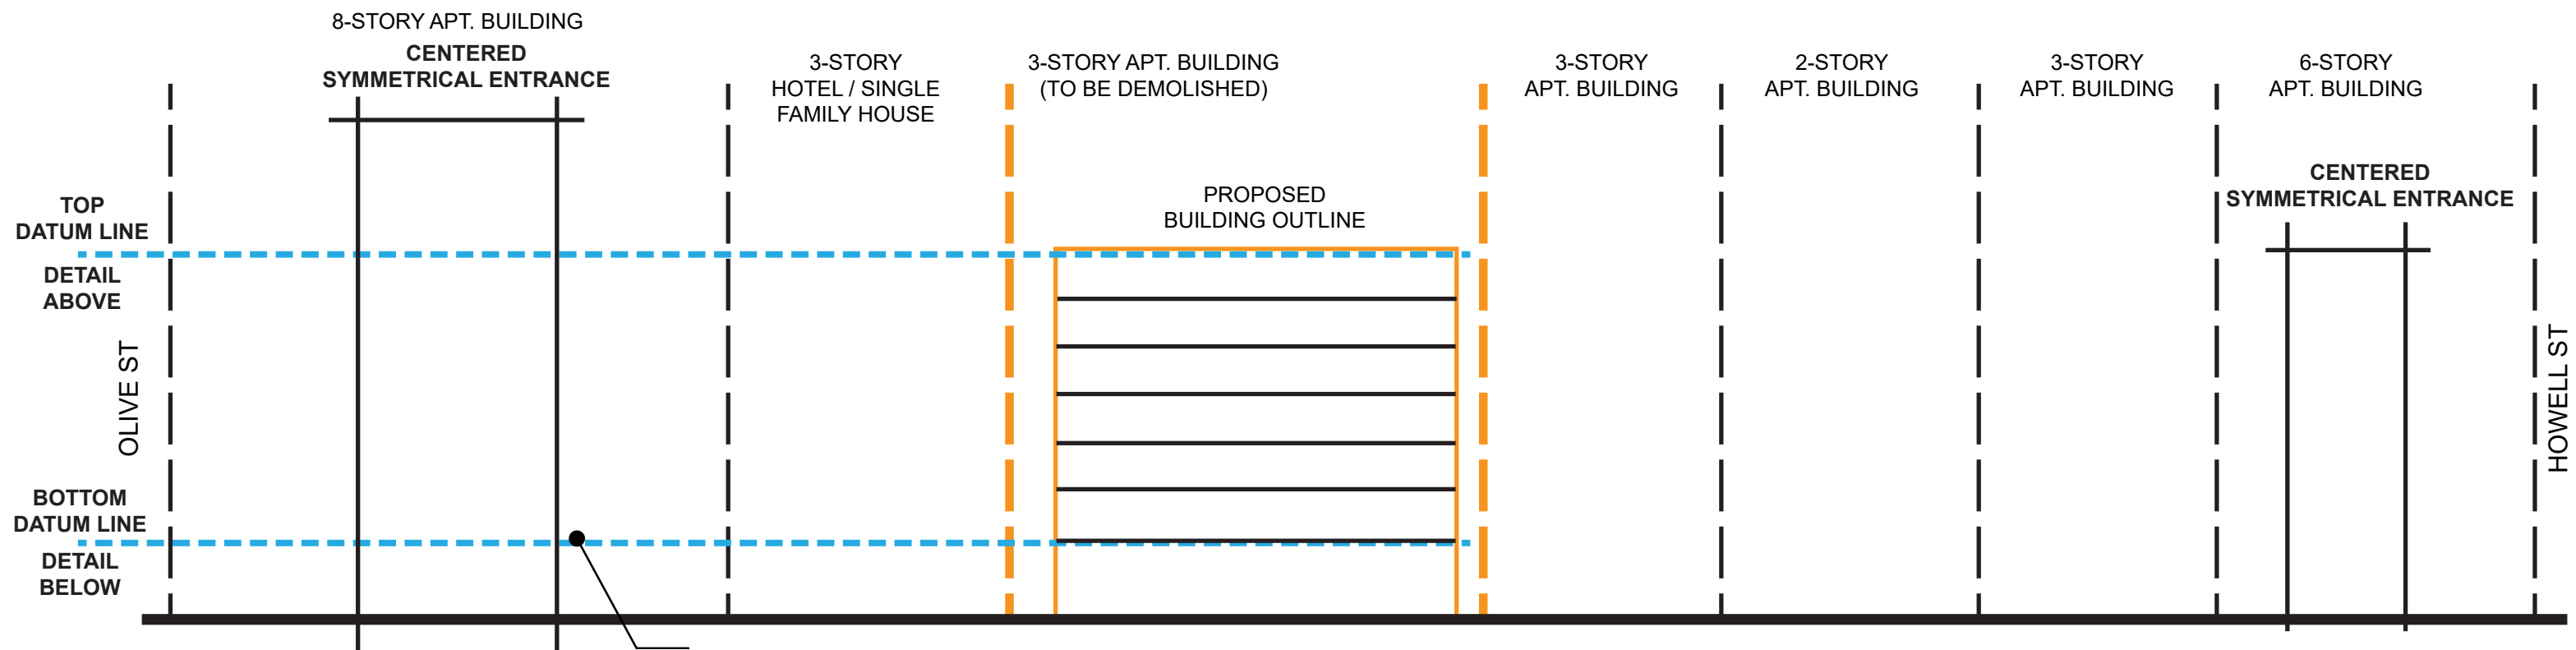 8-STORY APT. BUILDING
CENTERED
SYMMETRICAL ENTRANCE
3-STORY
HOTEL / SINGLE
FAMILY HOUSE
3-STORY APT. BUILDING
(TO BE DEMOLISHED)
3-STORY
APT. BUILDING
2-STORY
APT. BUILDING
3-STORY
APT. BUILDING
6-STORY
APT. BUILDING
CENTERED
SYMMETRICAL ENTRANCE
PROPOSED
BUILDING OUTLINE
TOP
DATUM LINE
DETAIL
ABOVE
OLIVE ST
HOWELL ST
BOTTOM
DATUM LINE
DETAIL
BELOW